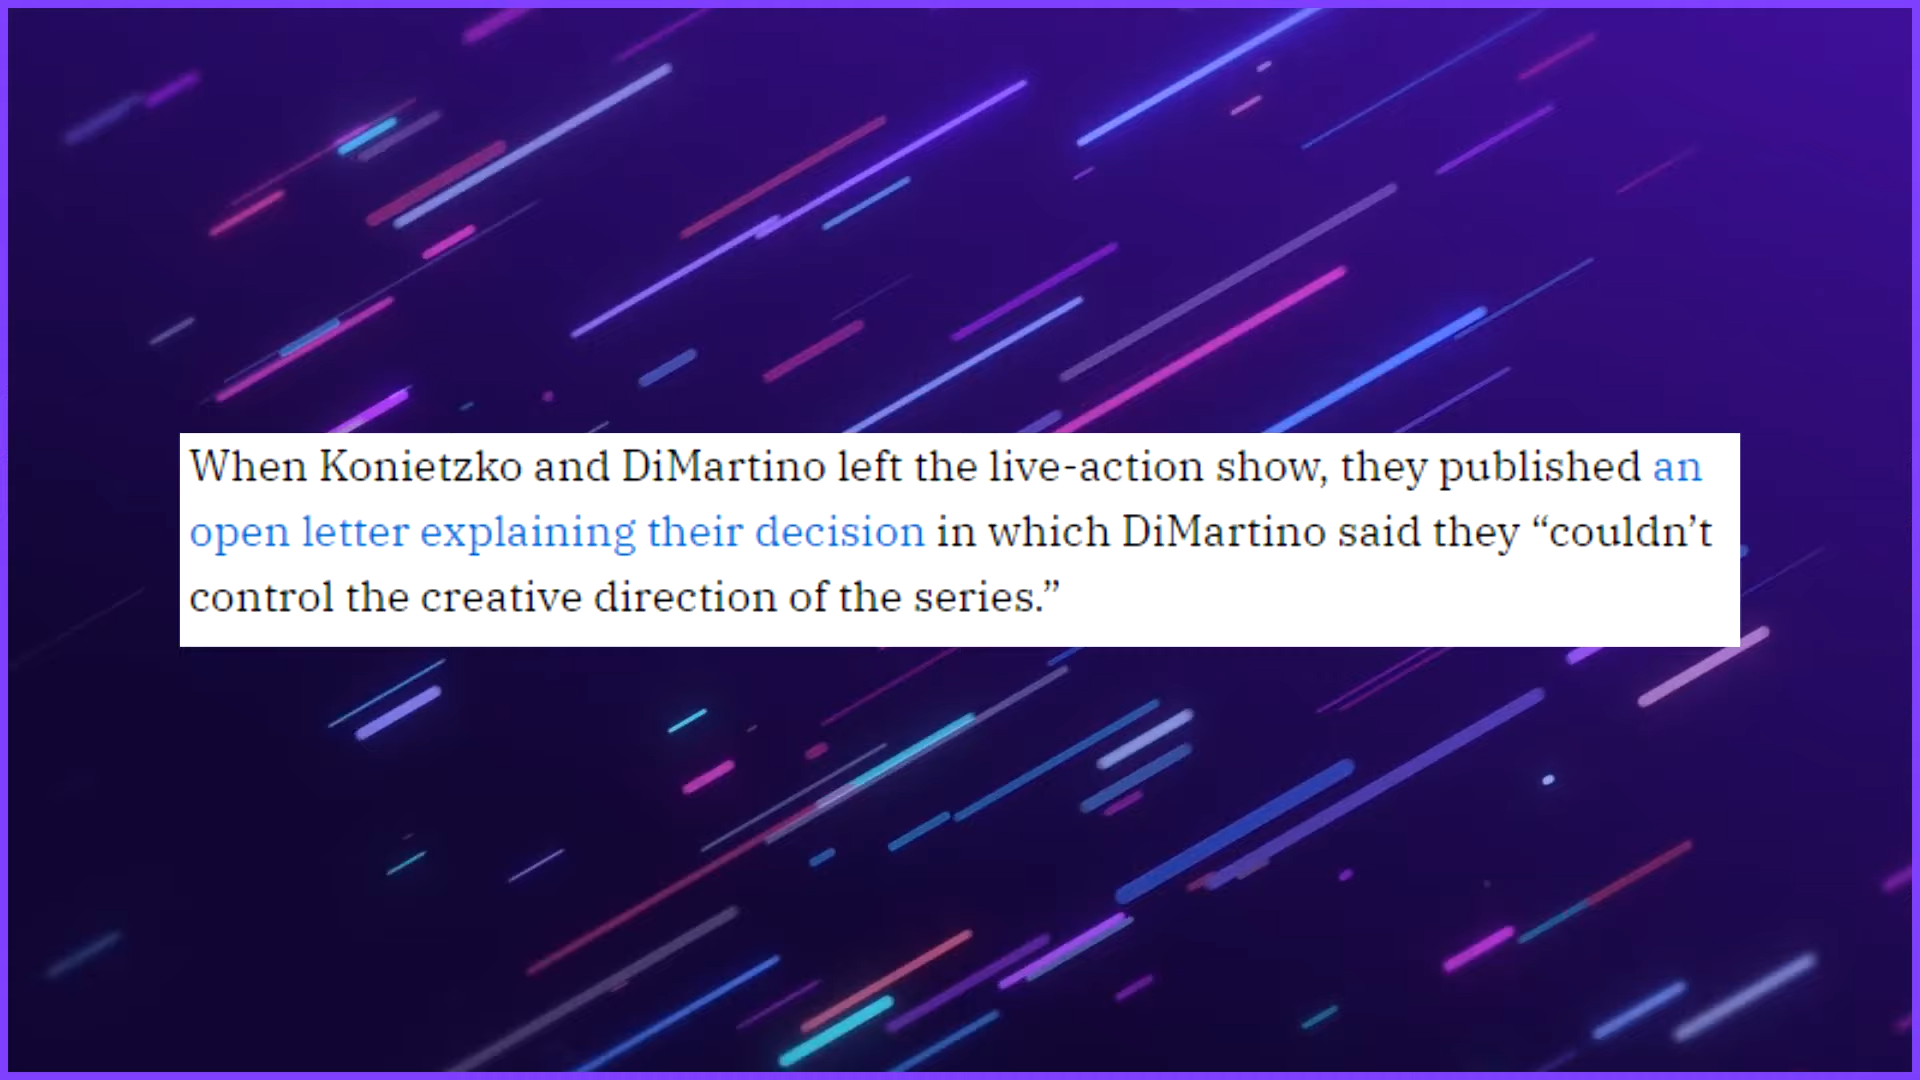 When Konietzko and DiMartino left the live-action show, they published an
open letter explaining their decision in which DiMartino said they “couldn’t
control the creative direction of the series.”